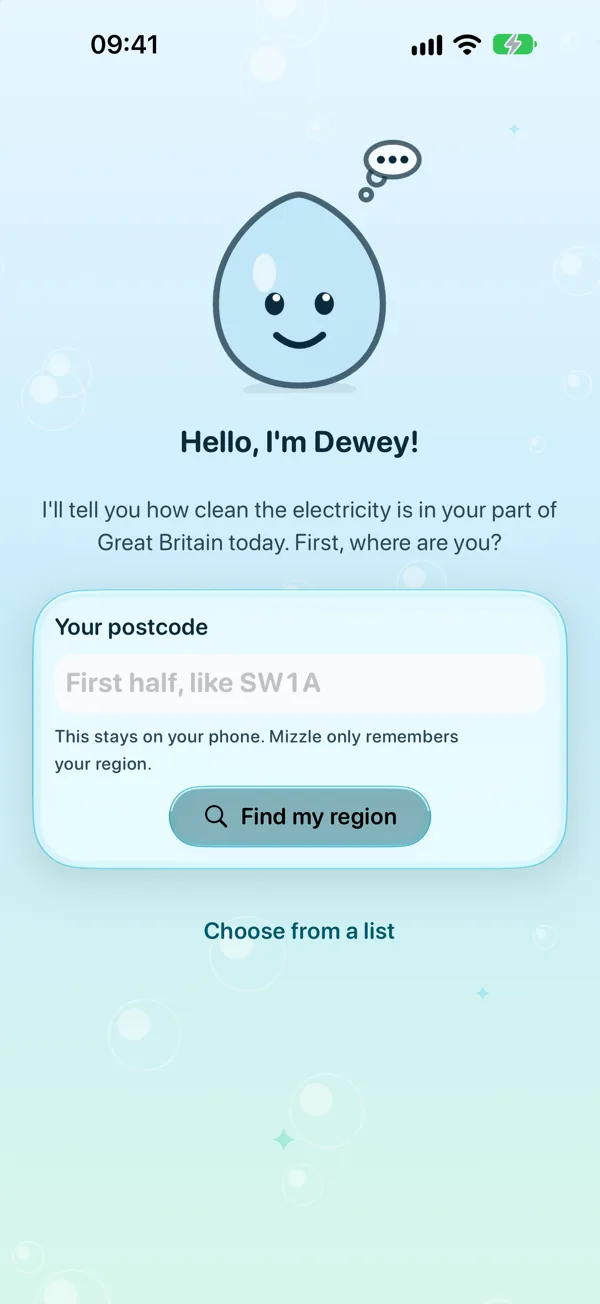 09:41
Hello, I'm Dewey!
I'll tell you how clean the electricity is in your part of
Great Britain today. First, where are you?
Your postcode
First half, like SW1A
This stays on your phone. Mizzle only remembers
your region.
Find my region
Choose from a list